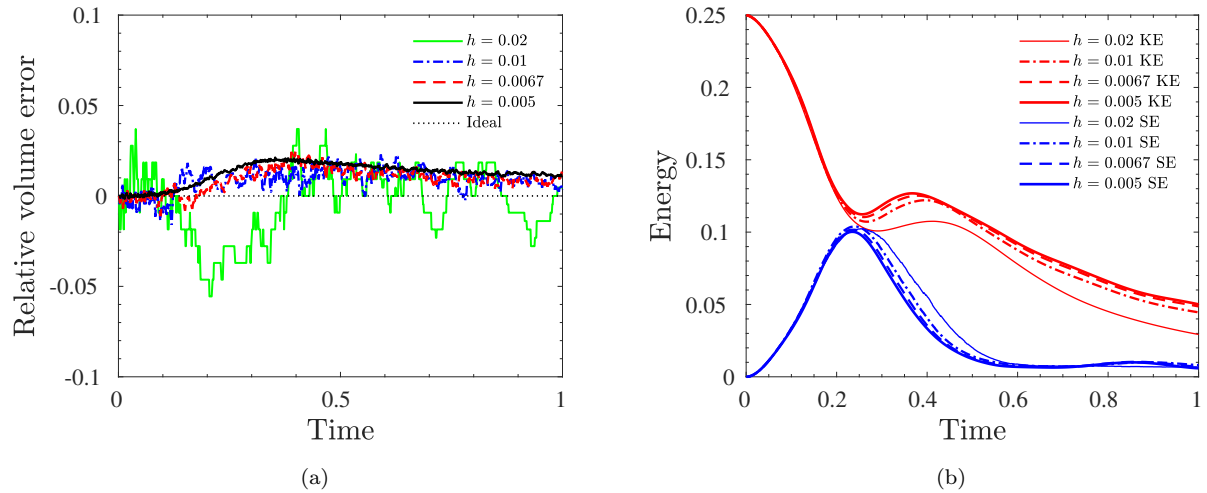 0.1
0.05
0
-0.05
-0.1
Relative volume error
h = 0.02
h = 0.01
h = 0.0067
h = 0.005
Ideal
0
0.5
1
Time
(a)
0.25
0.2
0.15
0.1
0.05
0
Energy
h = 0.02 KE
h = 0.01 KE
h = 0.0067 KE
h = 0.005 KE
h = 0.02 SE
h = 0.01 SE
h = 0.0067 SE
h = 0.005 SE
0
0.2
0.4
0.6
0.8
1
Time
(b)